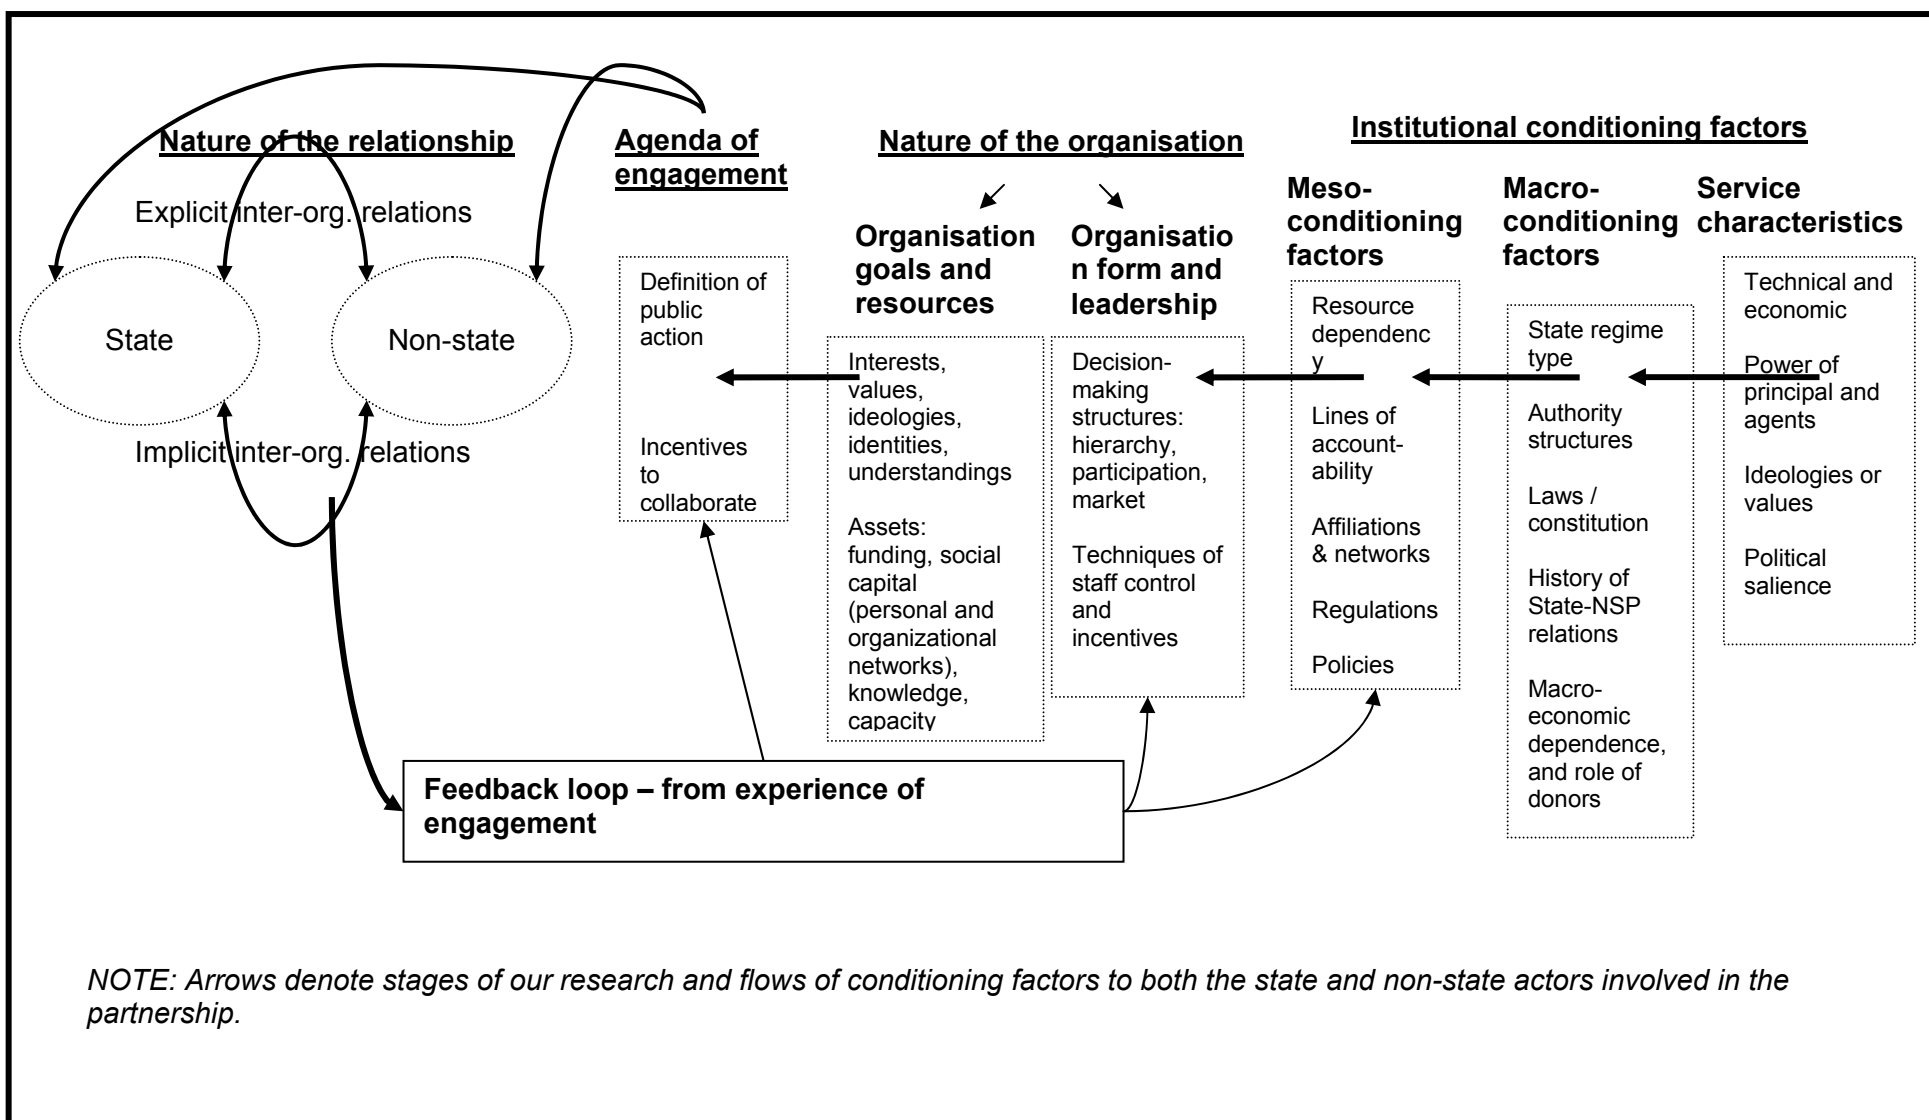 Nature of the relationship
Explicit inter-org. relations
State
Non-state
Implicit inter-org. relations
Agenda of
engagement
Definition of
public
action
Incentives
to
collaborate
Nature of the organisation
Organisation
goals and
resources
Interests,
values,
ideologies,
identities,
understandings
Assets:
funding, social
capital
(personal and
organizational
networks),
knowledge,
capacity
Organisatio
n form and
leadership
Decision-
making
structures:
hierarchy,
participation,
market
Techniques of
staff control
and
incentives
Institutional conditioning factors
Meso-
conditioning
factors
Resource
dependenc
y
Lines of
account-
ability
Affiliations
& networks
Regulations
Policies
Macro-
conditioning
factors
State regime
type
Authority
structures
Laws /
constitution
History of
State-NSP
relations
Macro-
economic
dependence,
and role of
donors
Service
characteristics
Technical and
economic
Power of
principal and
agents
Ideologies or
values
Political
salience
Feedback loop – from experience of
engagement
NOTE: Arrows denote stages of our research and flows of conditioning factors to both the state and non-state actors involved in the
partnership.